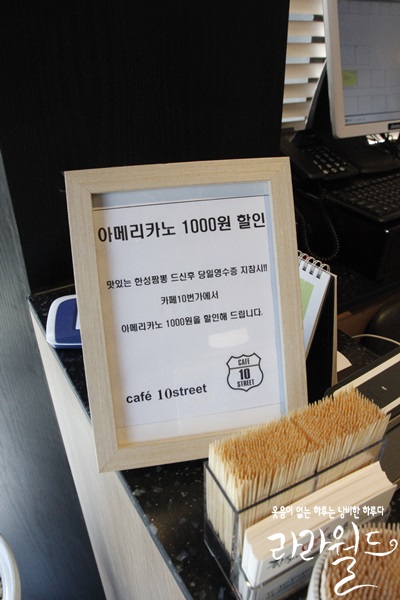 아메리카노 1000원 할인
맛있는 한성짬뽕 드신후 당일영수증 지참시!!
카페10번가에서
아메리카노 1000원을 할인해 드립니다.
café 10street
CAFE
10
STREET
웃음이 없는 하루는 낭비한 하루다
라라월드